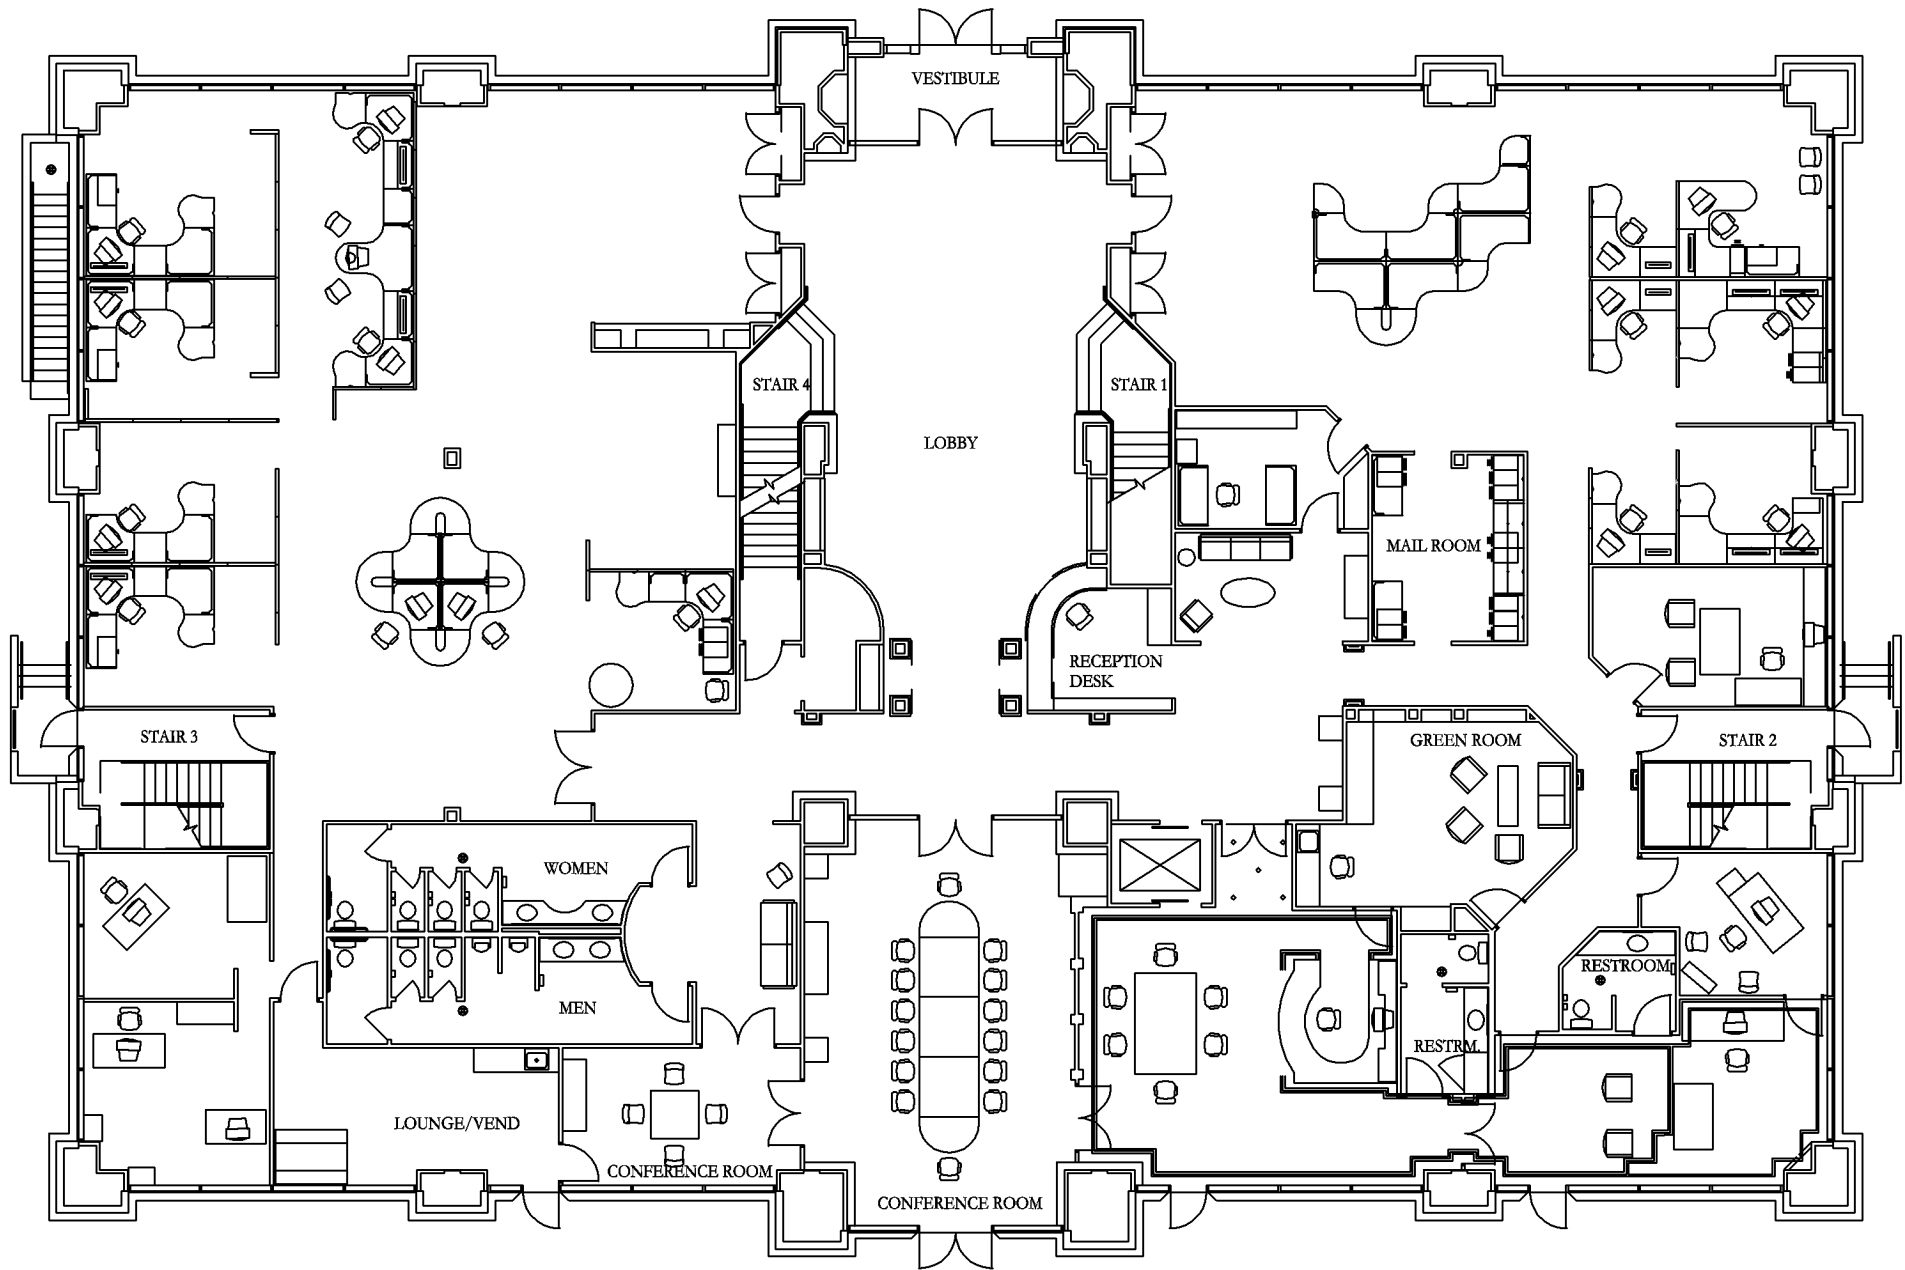 VESTIBULE
STAIR 4
STAIR 1
LOBBY
MAIL ROOM
RECEPTION
DESK
STAIR 3
GREEN ROOM
STAIR 2
WOMEN
RESTROOM
MEN
RESTRM.
LOUNGE/VEND
CONFERENCE ROOM
CONFERENCE ROOM